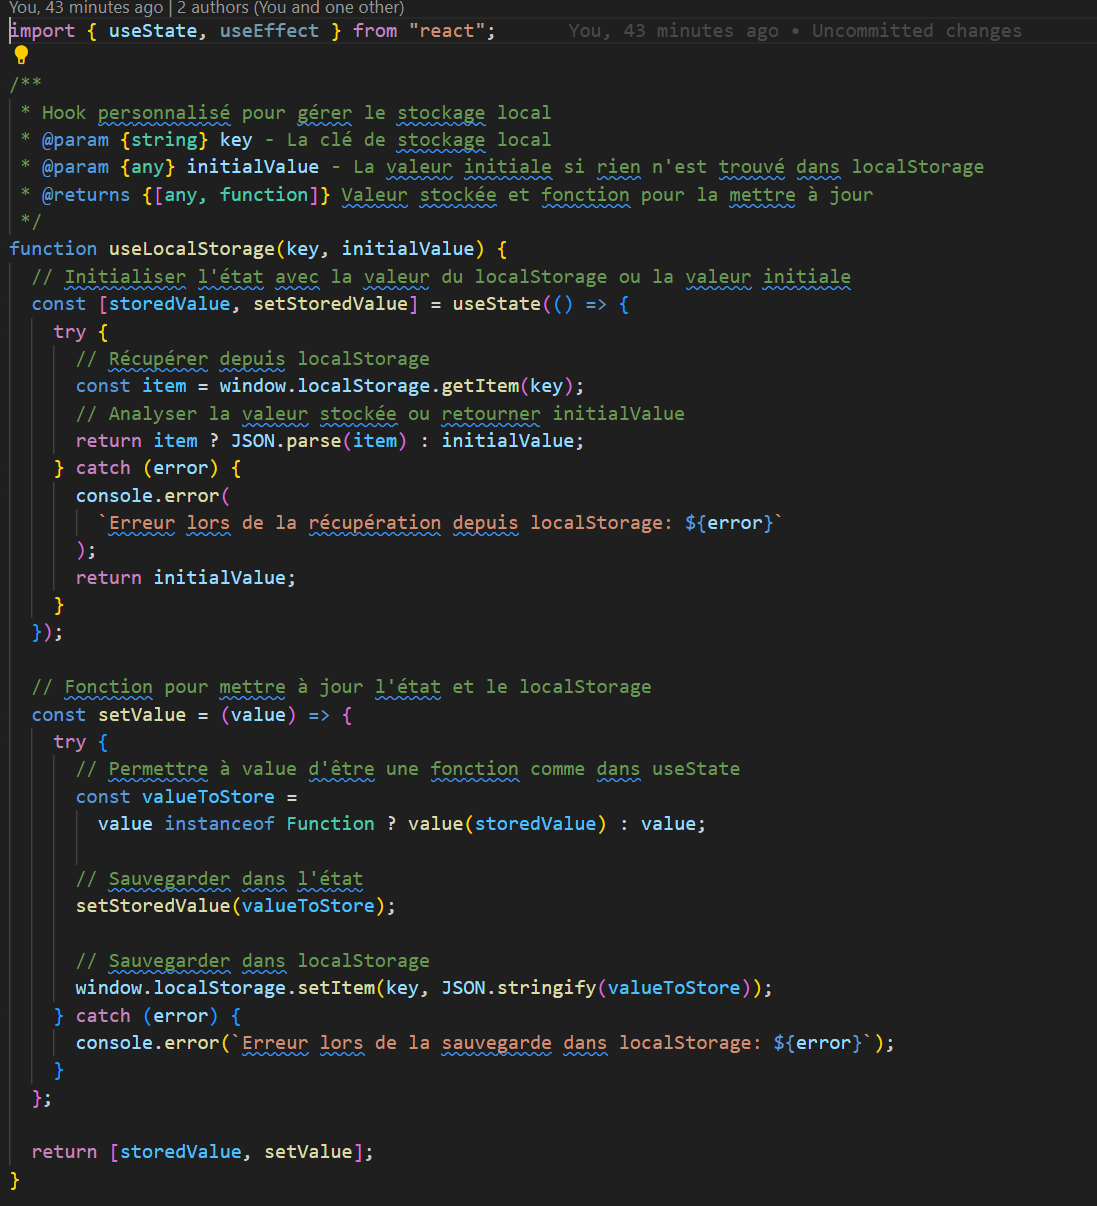 You, 43 minutes ago | 2 authors (You and one other)
import { useState, useEffect } from "react";      You, 43 minutes ago • Uncommitted changes

/**
 * Hook personnalisé pour gérer le stockage local
 * @param {string} key - La clé de stockage local
 * @param {any} initialValue - La valeur initiale si rien n'est trouvé dans localStorage
 * @returns {[any, function]} Valeur stockée et fonction pour la mettre à jour
 */
function useLocalStorage(key, initialValue) {
  // Initialiser l'état avec la valeur du localStorage ou la valeur initiale
  const [storedValue, setStoredValue] = useState(() => {
    try {
      // Récupérer depuis localStorage
      const item = window.localStorage.getItem(key);
      // Analyser la valeur stockée ou retourner initialValue
      return item ? JSON.parse(item) : initialValue;
    } catch (error) {
      console.error(
        `Erreur lors de la récupération depuis localStorage: ${error}`
      );
      return initialValue;
    }
  });

  // Fonction pour mettre à jour l'état et le localStorage
  const setValue = (value) => {
    try {
      // Permettre à value d'être une fonction comme dans useState
      const valueToStore =
        value instanceof Function ? value(storedValue) : value;

      // Sauvegarder dans l'état
      setStoredValue(valueToStore);

      // Sauvegarder dans localStorage
      window.localStorage.setItem(key, JSON.stringify(valueToStore));
    } catch (error) {
      console.error(`Erreur lors de la sauvegarde dans localStorage: ${error}`);
    }
  };

  return [storedValue, setValue];
}